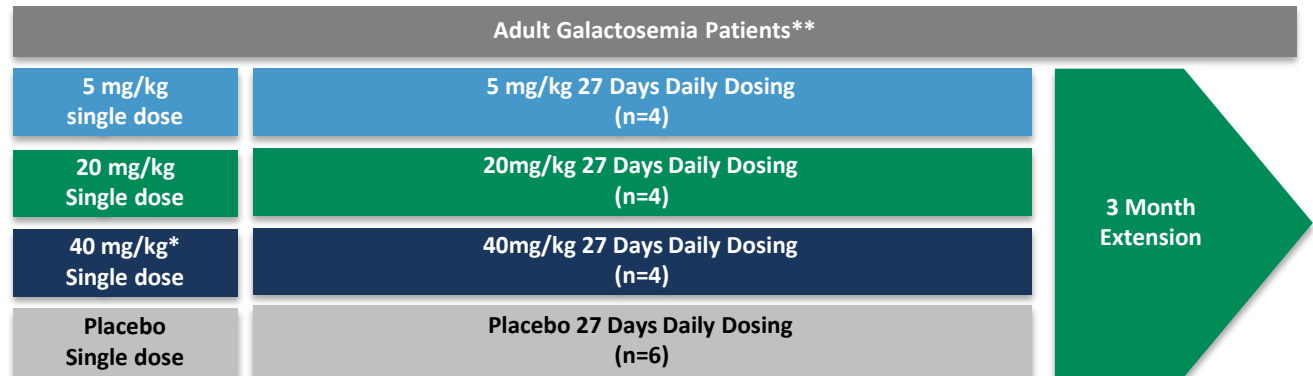 Adult Galactosemia Patients**
5 mg/kg
single dose
5 mg/kg 27 Days Daily Dosing
(n=4)
20 mg/kg
Single dose
20mg/kg 27 Days Daily Dosing
(n=4)
40 mg/kg*
Single dose
40mg/kg 27 Days Daily Dosing
(n=4)
Placebo
Single dose
Placebo 27 Days Daily Dosing
(n=6)
3 Month
Extension